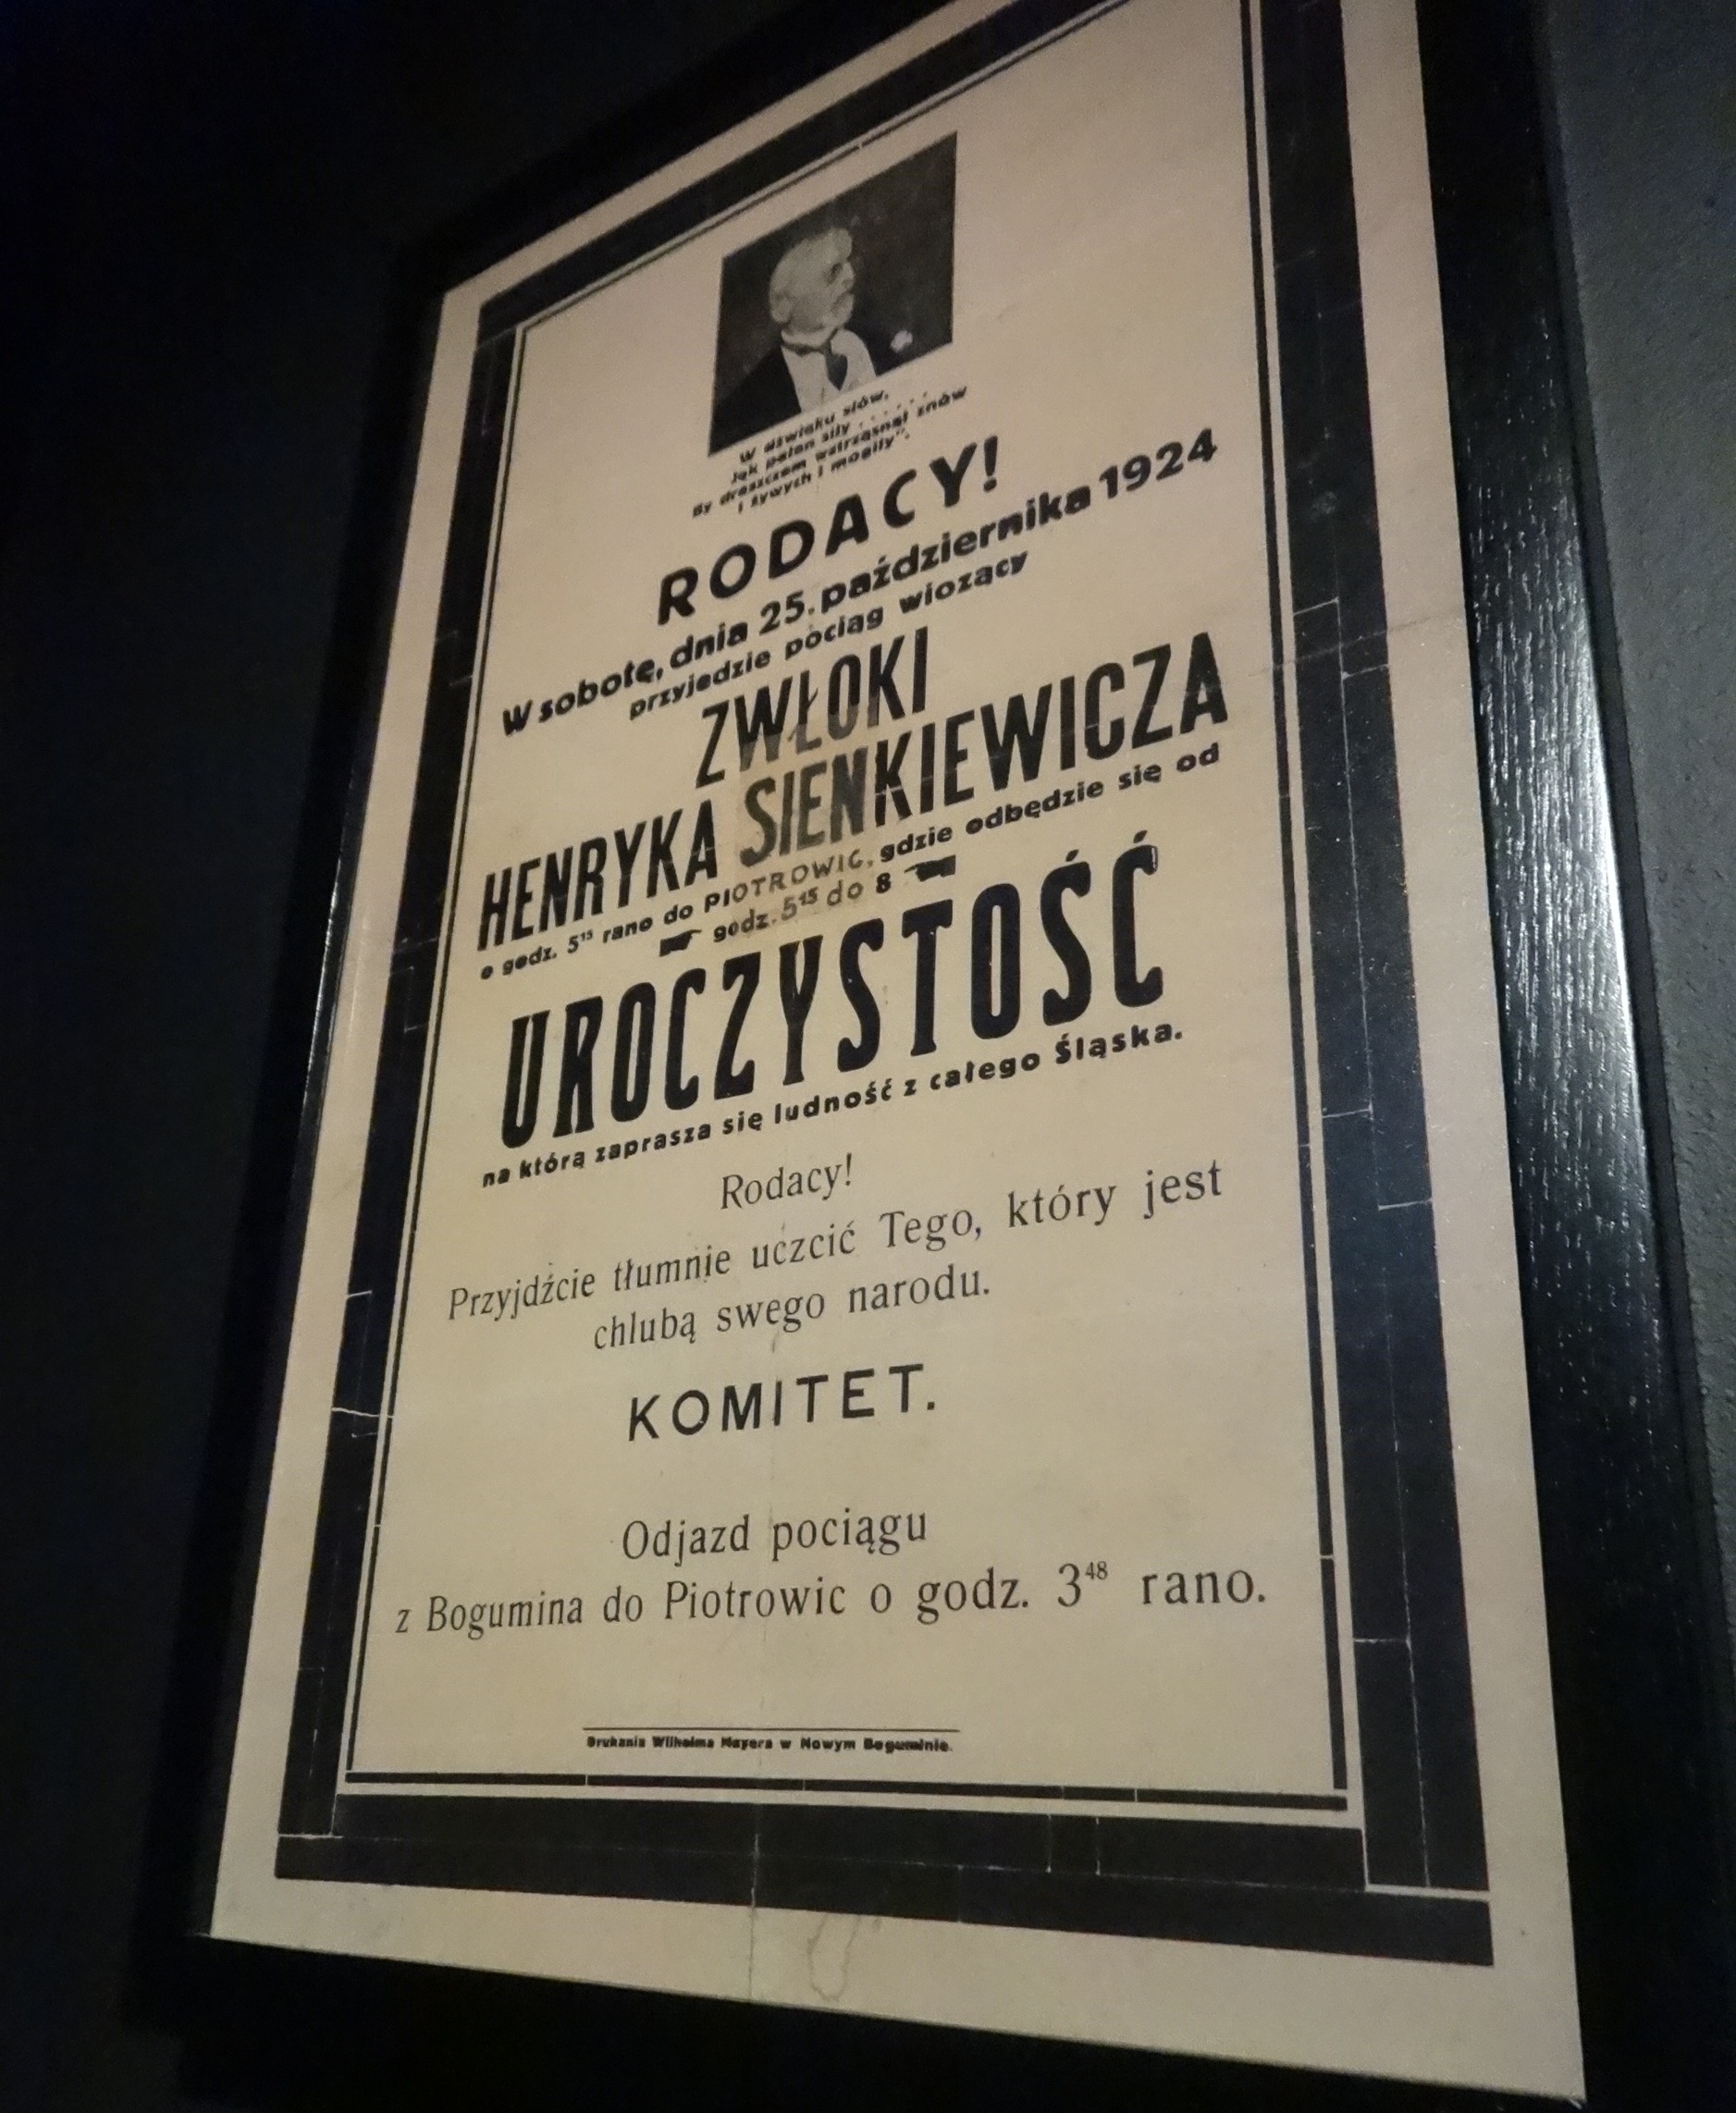 W dźwięku słów,
jak pełen siły . . . . . .
By dreszczem wstrząsnął znów
i żywych i mogiły".
RODACY!
W sobotę, dnia 25. października 1924
przyjedzie pociąg wiozący
ZWŁOKI
HENRYKA SIENKIEWICZA
o godz. 5¹⁵ rano do PIOTROWIC, gdzie odbędzie się od
godz. 5¹⁵ do 8
UROCZYSTOŚĆ
na którą zaprasza się ludność z całego Śląska.
Rodacy!
Przyjdźcie tłumnie uczcić Tego, który jest
chlubą swego narodu.
KOMITET.
Odjazd pociągu
z Bogumina do Piotrowic o godz. 3⁴⁸ rano.
Drukania Wilhelma Mayera w Nowym Boguminie.